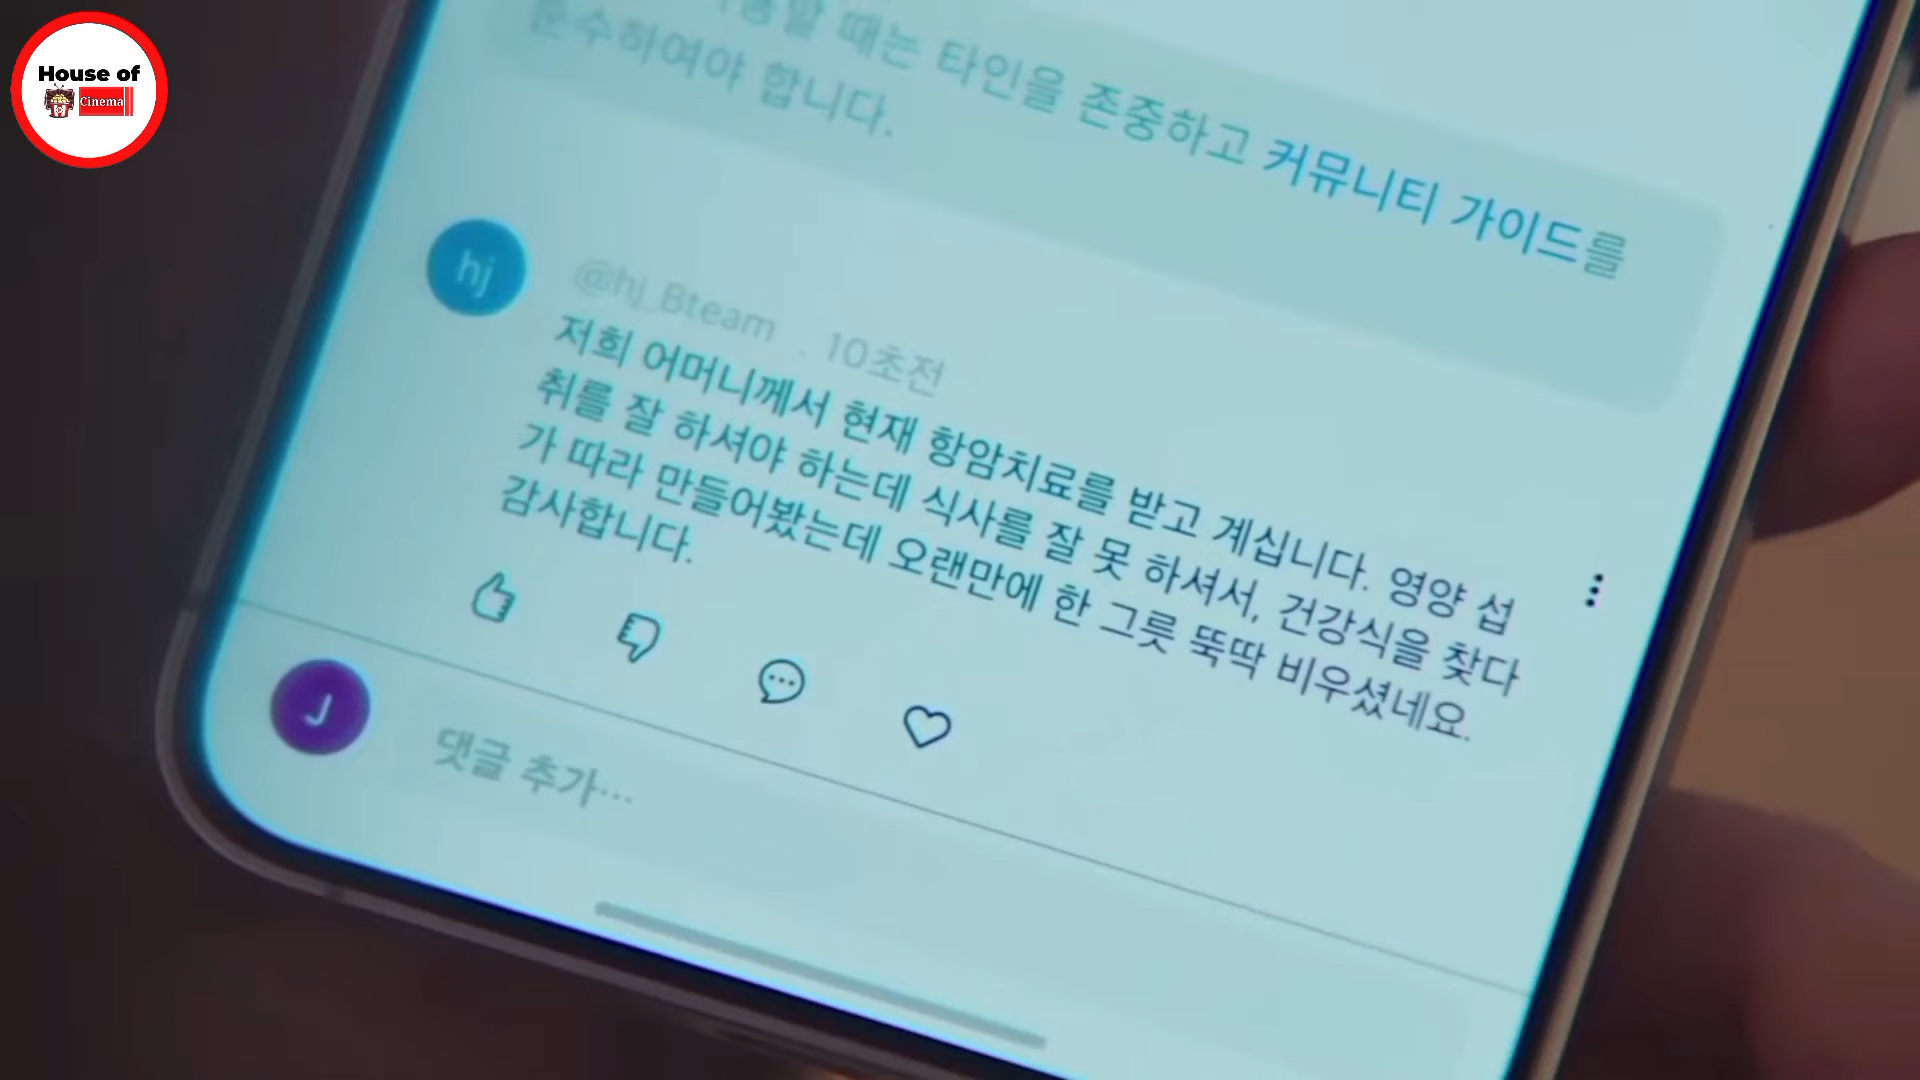 House of
Cinema
때는 타인을 존중하고 커뮤니티 가이드를
준수하여야 합니다.
hj
@hj_Bteam . 10초전
저희 어머니께서 현재 항암치료를 받고 계십니다. 영양 섭
취를 잘 하셔야 하는데 식사를 잘 못 하셔서, 건강식을 찾다
가 따라 만들어봤는데 오랜만에 한 그릇 뚝딱 비우셨네요.
감사합니다.
J
댓글 추가…